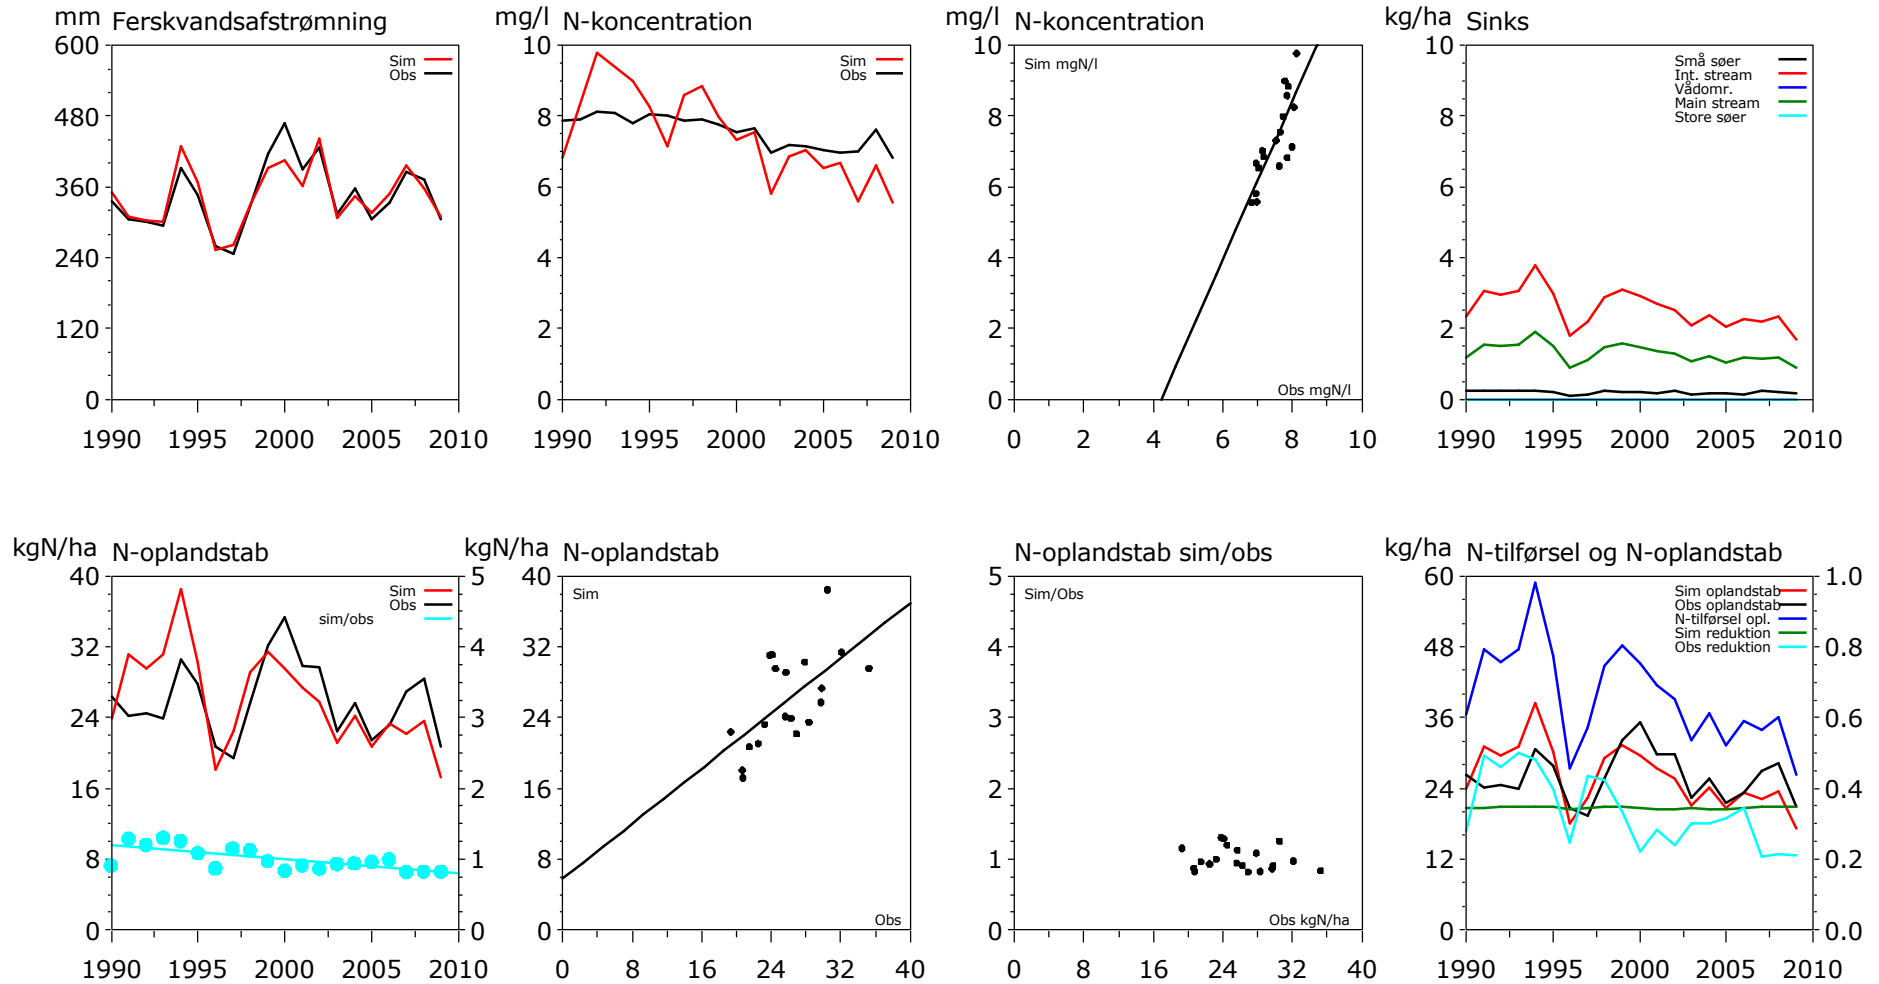 mm Ferskvandsafstrømning
600
480
360
240
120
0
Sim
Obs
1990 1995 2000 2005 2010
mg/l N-koncentration
10
8
6
4
2
0
Sim
Obs
1990 1995 2000 2005 2010
mg/l N-koncentration
10
8
6
4
2
0
Sim mgN/l
Obs mgN/l
0 2 4 6 8 10
kg/ha Sinks
10
8
6
4
2
0
Små søer
Int. stream
Vådomr.
Main stream
Store søer
1990 1995 2000 2005 2010
kgN/ha N-oplandstab
40
32
24
16
8
0
Sim
Obs
sim/obs
5
4
3
2
1
0
1990 1995 2000 2005 2010
kgN/ha N-oplandstab
40
32
24
16
8
0
Sim
Obs
0 8 16 24 32 40
N-oplandstab sim/obs
5
4
3
2
1
0
Sim/Obs
Obs kgN/ha
0 8 16 24 32 40
kg/ha N-tilførsel og N-oplandstab
60
48
36
24
12
0
Sim oplandstab
Obs oplandstab
N-tilførsel opl.
Sim reduktion
Obs reduktion
1.0
0.8
0.6
0.4
0.2
0.0
1990 1995 2000 2005 2010